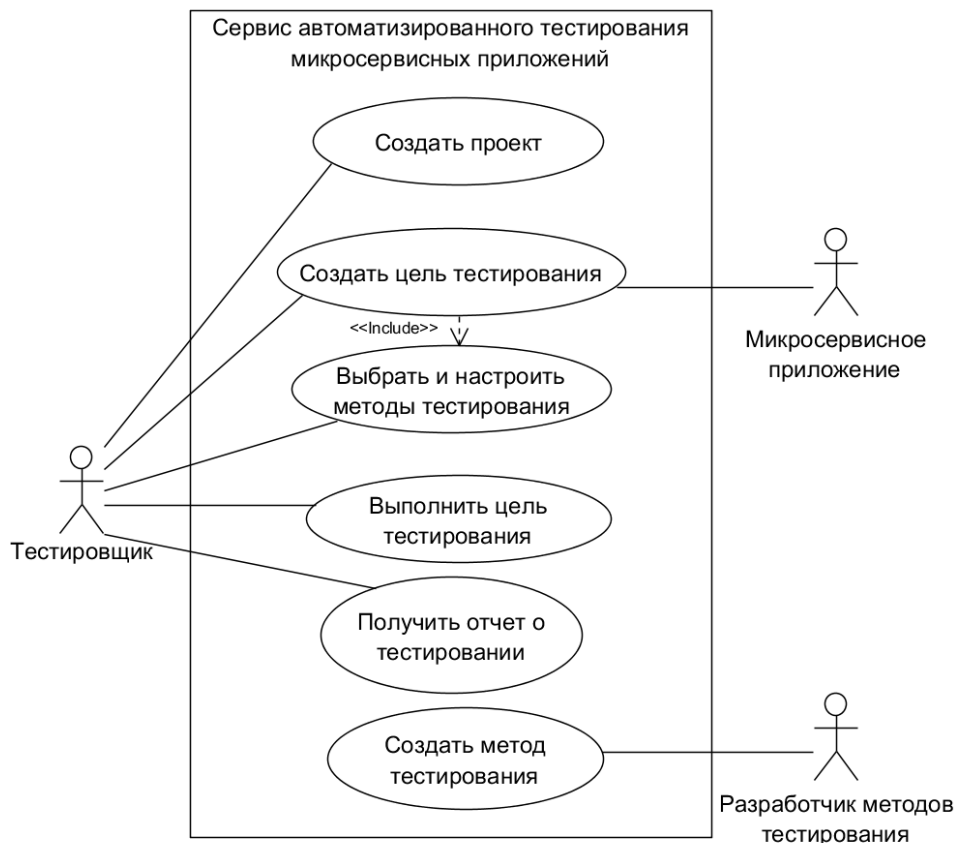 Сервис автоматизированного тестирования
микросервисных приложений
Создать проект
Создать цель тестирования
<<Include>>
Микросервисное
приложение
Выбрать и настроить
методы тестирования
Выполнить цель
тестирования
Тестировщик
Получить отчет о
тестировании
Создать метод
тестирования
Разработчик методов
тестирования